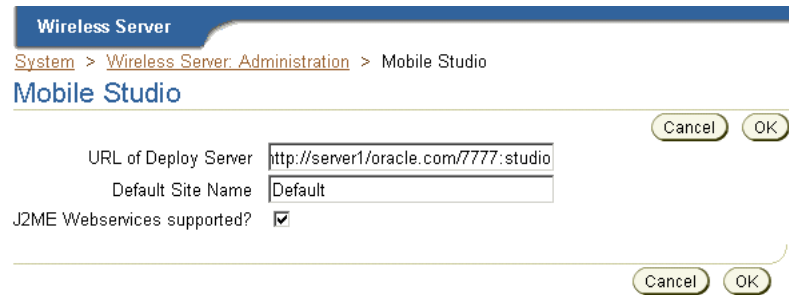 Wireless Server
System > Wireless Server: Administration > Mobile Studio
Mobile Studio
Cancel OK
URL of Deploy Server http://server1/oracle.com/7777:studio
Default Site Name Default
J2ME Webservices supported?
Cancel OK